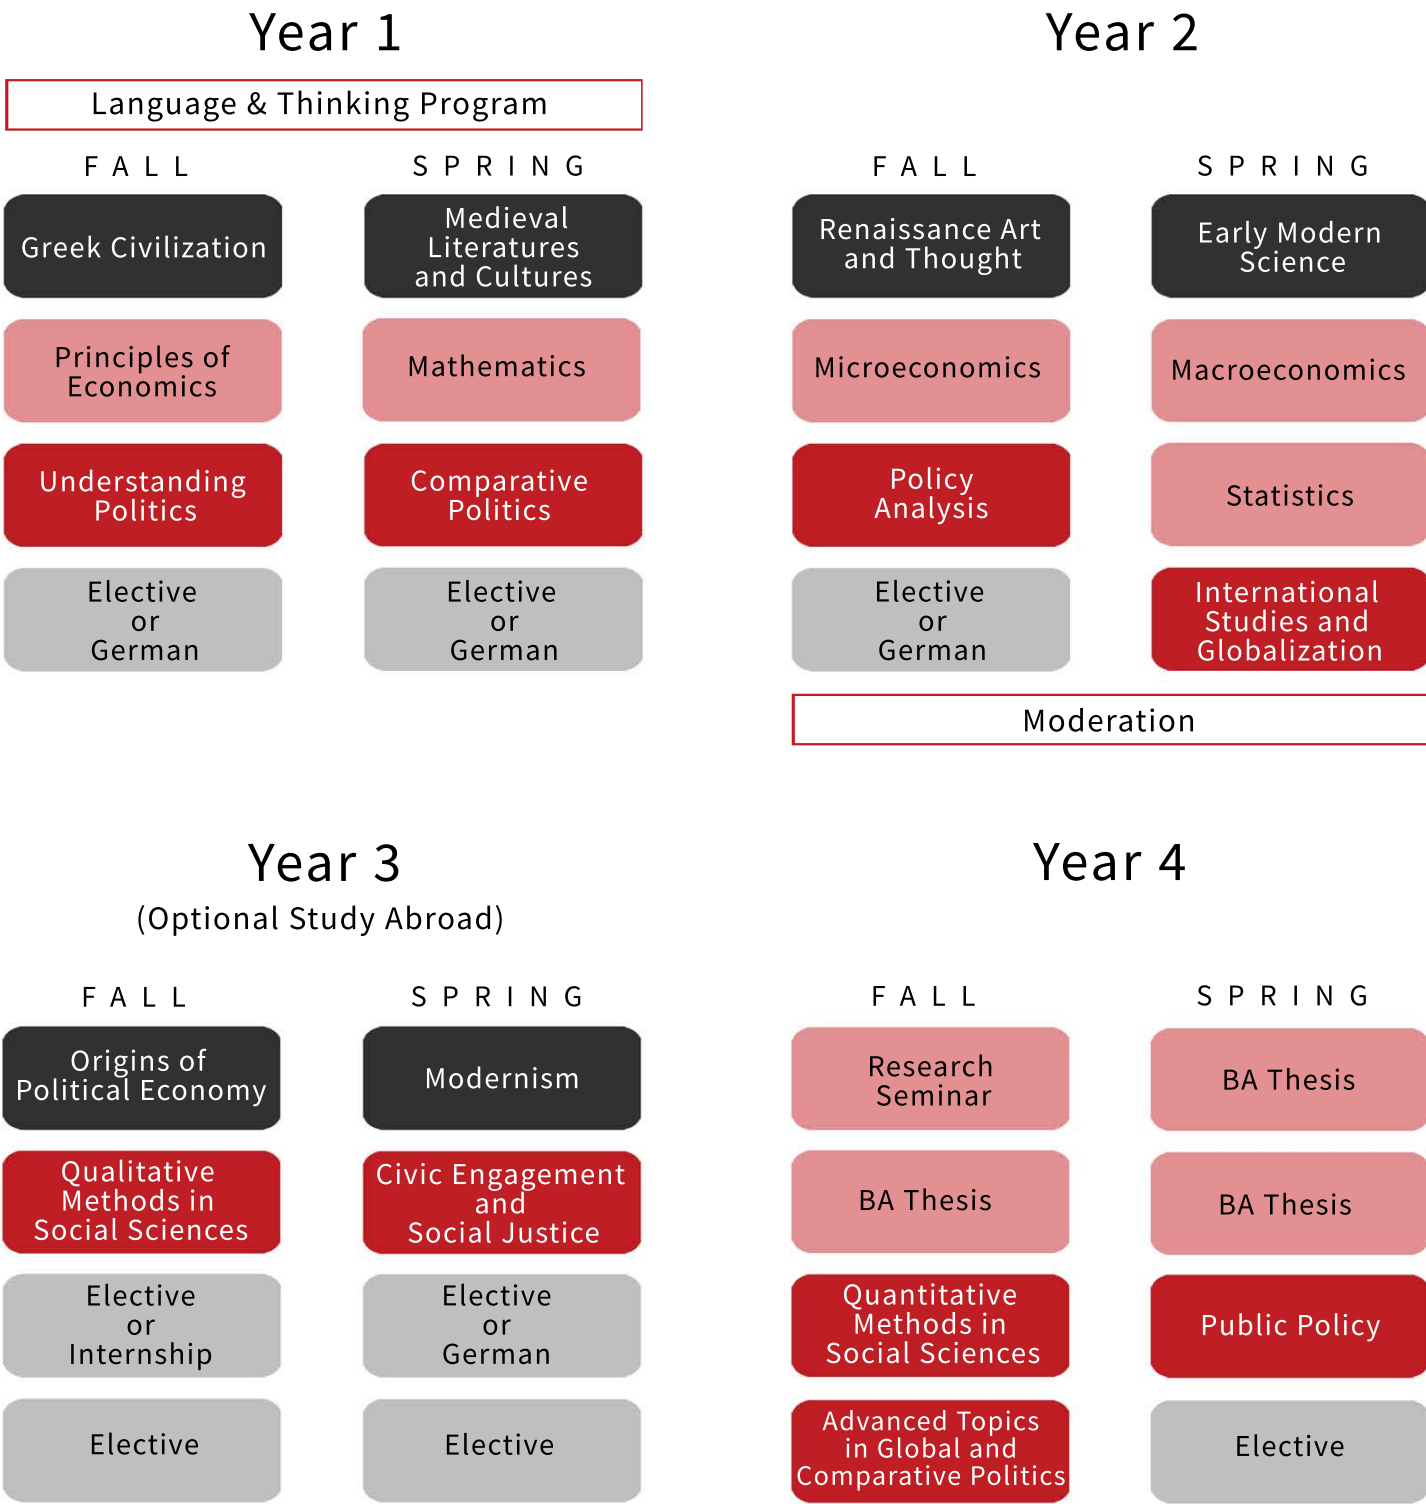 Year 1
Language & Thinking Program
FALL
Greek Civilization
Principles of
Economics
Understanding
Politics
Elective
or
German
SPRING
Medieval
Literatures
and Cultures
Mathematics
Comparative
Politics
Elective
or
German
Year 2
FALL
Renaissance Art
and Thought
Microeconomics
Policy
Analysis
Elective
or
German
SPRING
Early Modern
Science
Macroeconomics
Statistics
International
Studies and
Globalization
Moderation
Year 3
(Optional Study Abroad)
FALL
Origins of
Political Economy
Qualitative
Methods in
Social Sciences
Elective
or
Internship
Elective
SPRING
Modernism
Civic Engagement
and
Social Justice
Elective
or
German
Elective
Year 4
FALL
Research
Seminar
BA Thesis
Quantitative
Methods in
Social Sciences
Advanced Topics
in Global and
Comparative Politics
SPRING
BA Thesis
BA Thesis
Public Policy
Elective